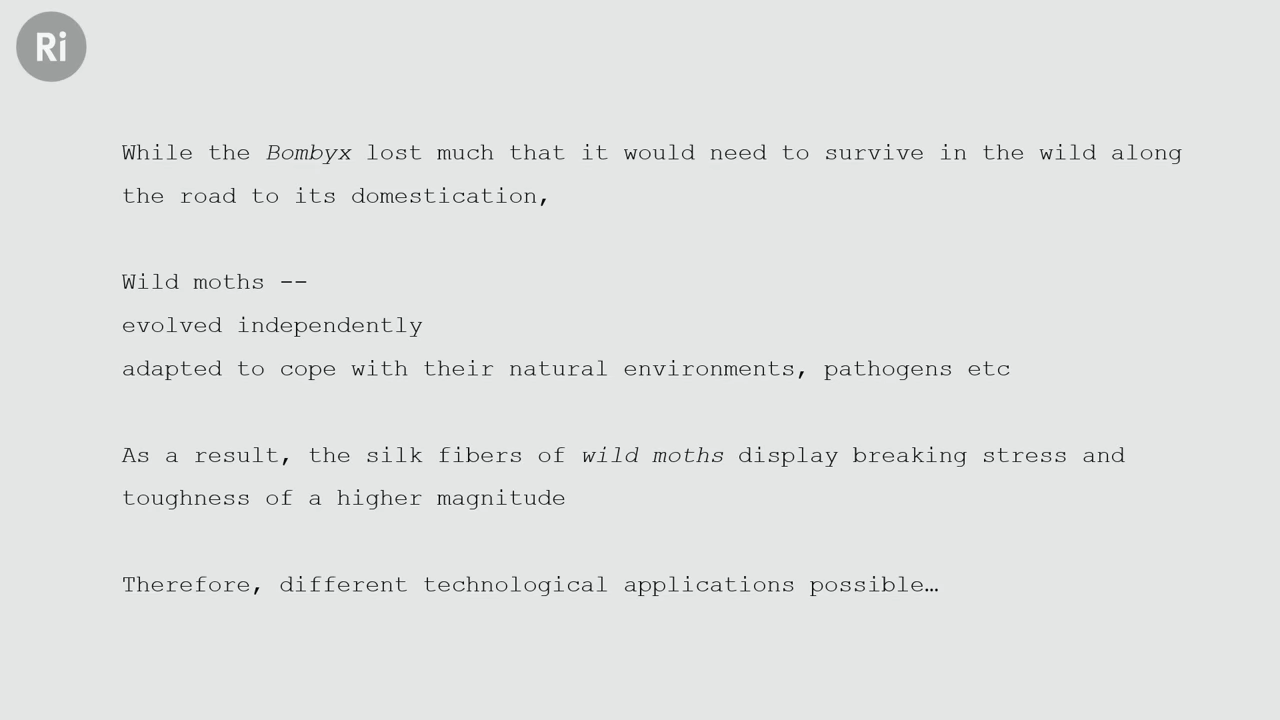 Ri
While the Bombyx lost much that it would need to survive in the wild along
the road to its domestication,
Wild moths --
evolved independently
adapted to cope with their natural environments, pathogens etc
As a result, the silk fibers of wild moths display breaking stress and
toughness of a higher magnitude
Therefore, different technological applications possible…